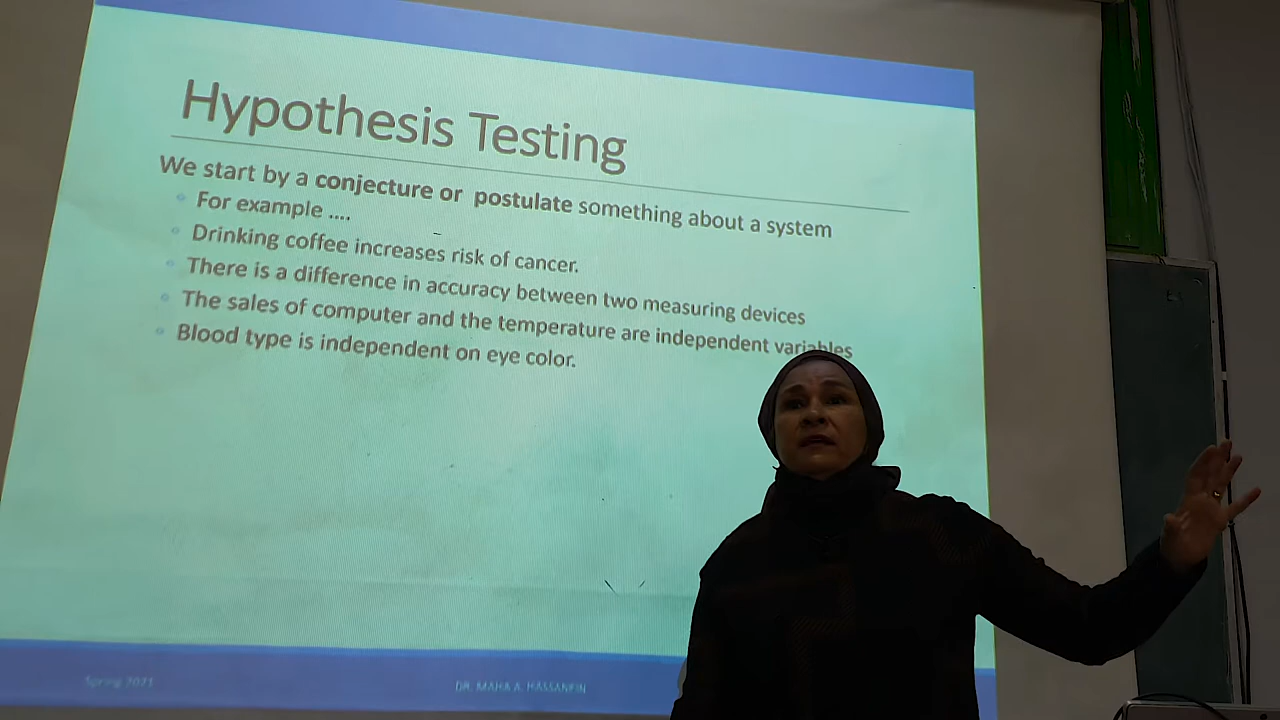 Hypothesis Testing
We start by a conjecture or postulate something about a system
For example ....
Drinking coffee increases risk of cancer.
There is a difference in accuracy between two measuring devices
The sales of computer and the temperature are independent variables
Blood type is independent on eye color.
Spring 2021
DR. MAHA A. HASSANEIN